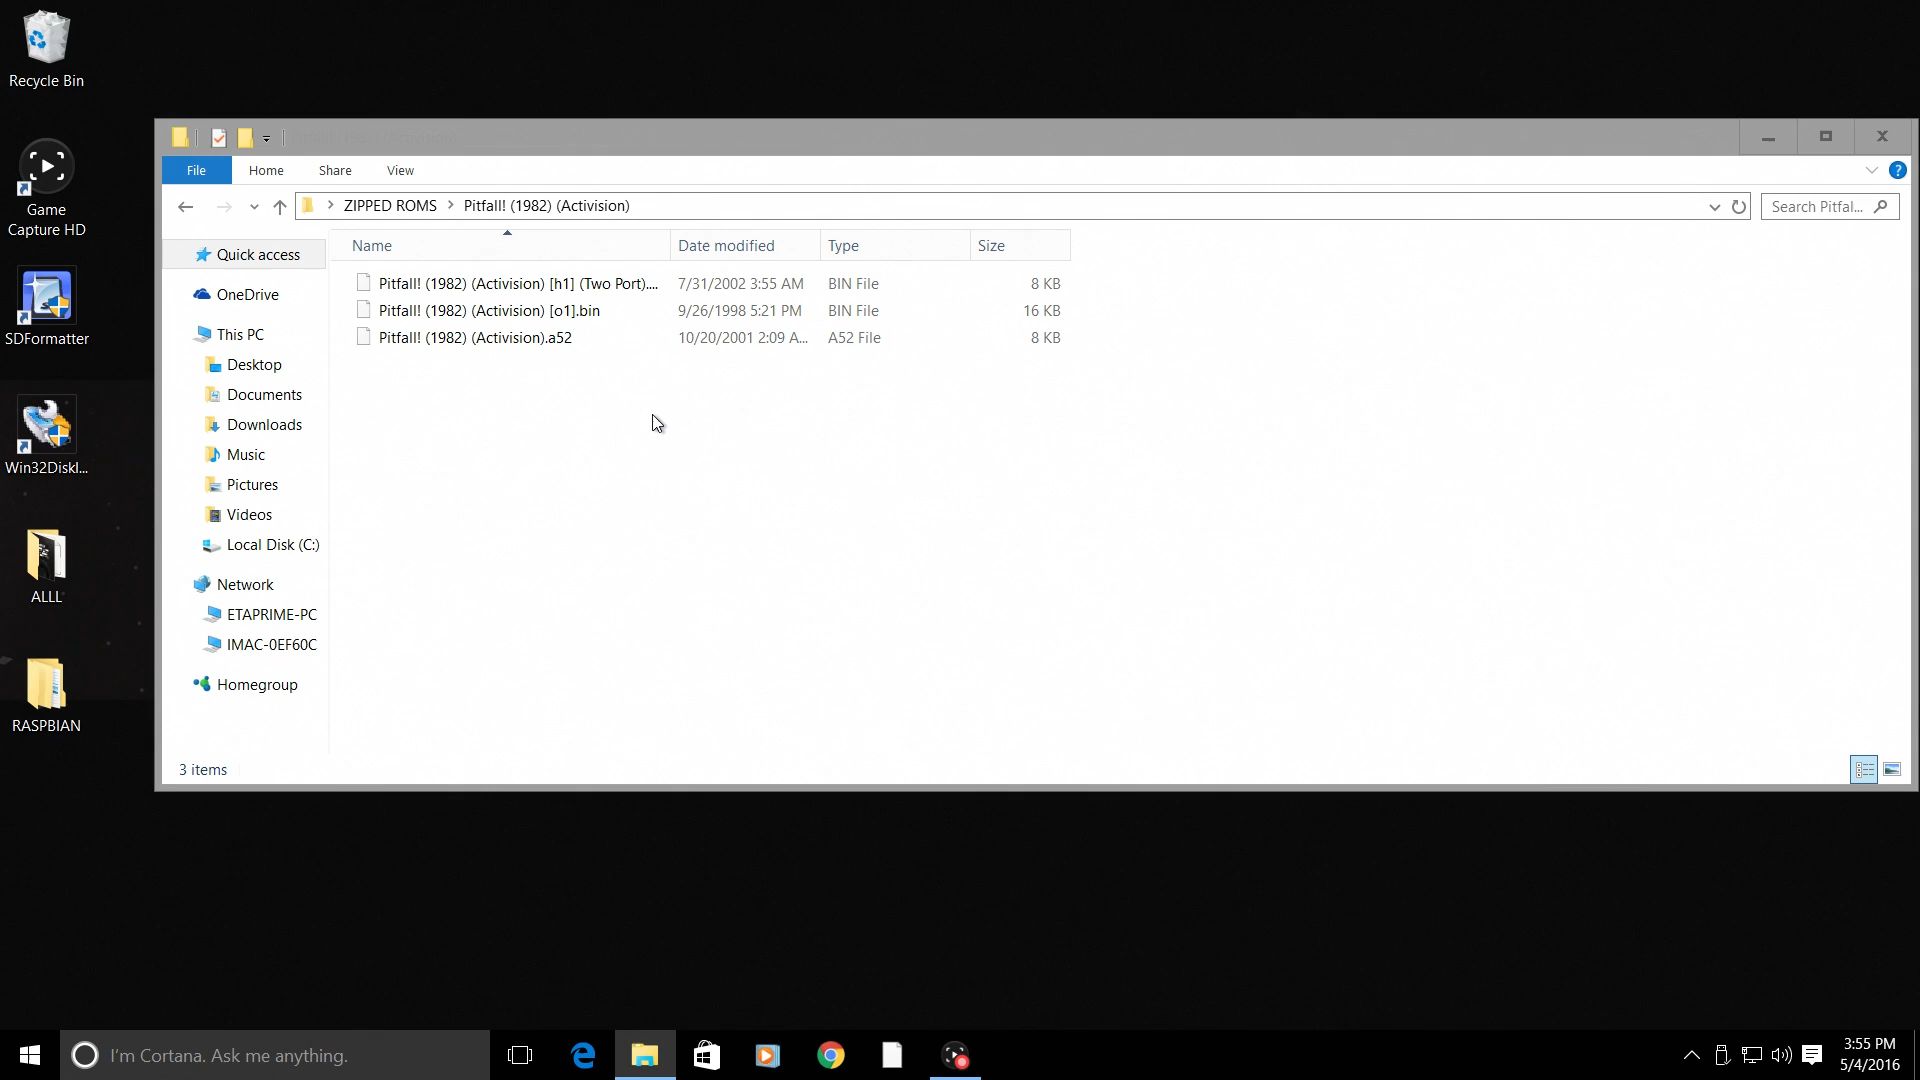 Recycle Bin
Game
Capture HD
SDFormatter
Win32DiskI...
ALLL
RASPBIAN
File Home Share View
ZIPPED ROMS Pitfall! (1982) (Activision)
Search Pitfal...
Name Date modified Type Size
Pitfall! (1982) (Activision) [h1] (Two Port).... 7/31/2002 3:55 AM BIN File 8 KB
Pitfall! (1982) (Activision) [o1].bin 9/26/1998 5:21 PM BIN File 16 KB
Pitfall! (1982) (Activision).a52 10/20/2001 2:09 A... A52 File 8 KB
Quick access
OneDrive
This PC
Desktop
Documents
Downloads
Music
Pictures
Videos
Local Disk (C:)
Network
ETAPRIME-PC
IMAC-0EF60C
Homegroup
3 items
I'm Cortana. Ask me anything.
3:55 PM
5/4/2016